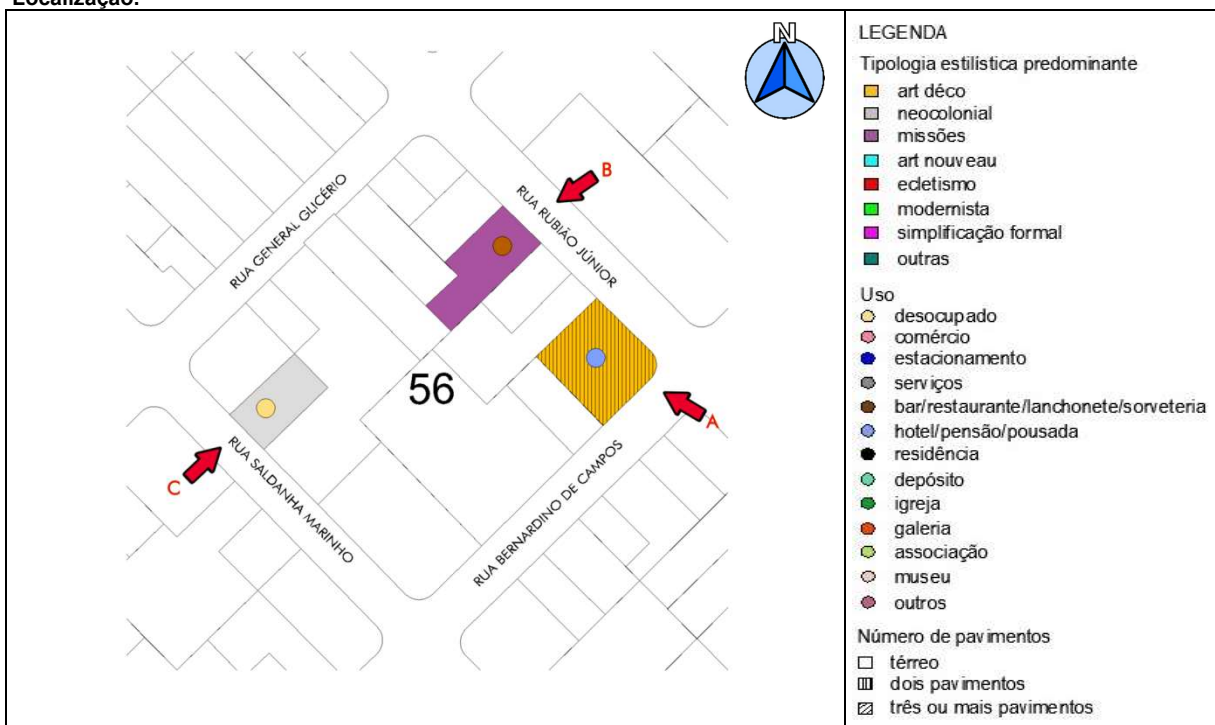 Localização:
N
B
RUA RUBIÃO JÚNIOR
RUA GENERAL GLICÉRIO
56
A
C
RUA SALDANHA MARINHO
RUA BERNARDINO DE CAMPOS
LEGENDA
Tipologia estilística predominante
art déco
neocolonial
missões
art nouveau
ecletismo
modernista
simplificação formal
outras
Uso
desocupado
comércio
estacionamento
serviços
bar/restaurante/lanchonete/sorveteria
hotel/pensão/pousada
residência
depósito
igreja
galeria
associação
museu
outros
Número de pavimentos
térreo
dois pavimentos
três ou mais pavimentos